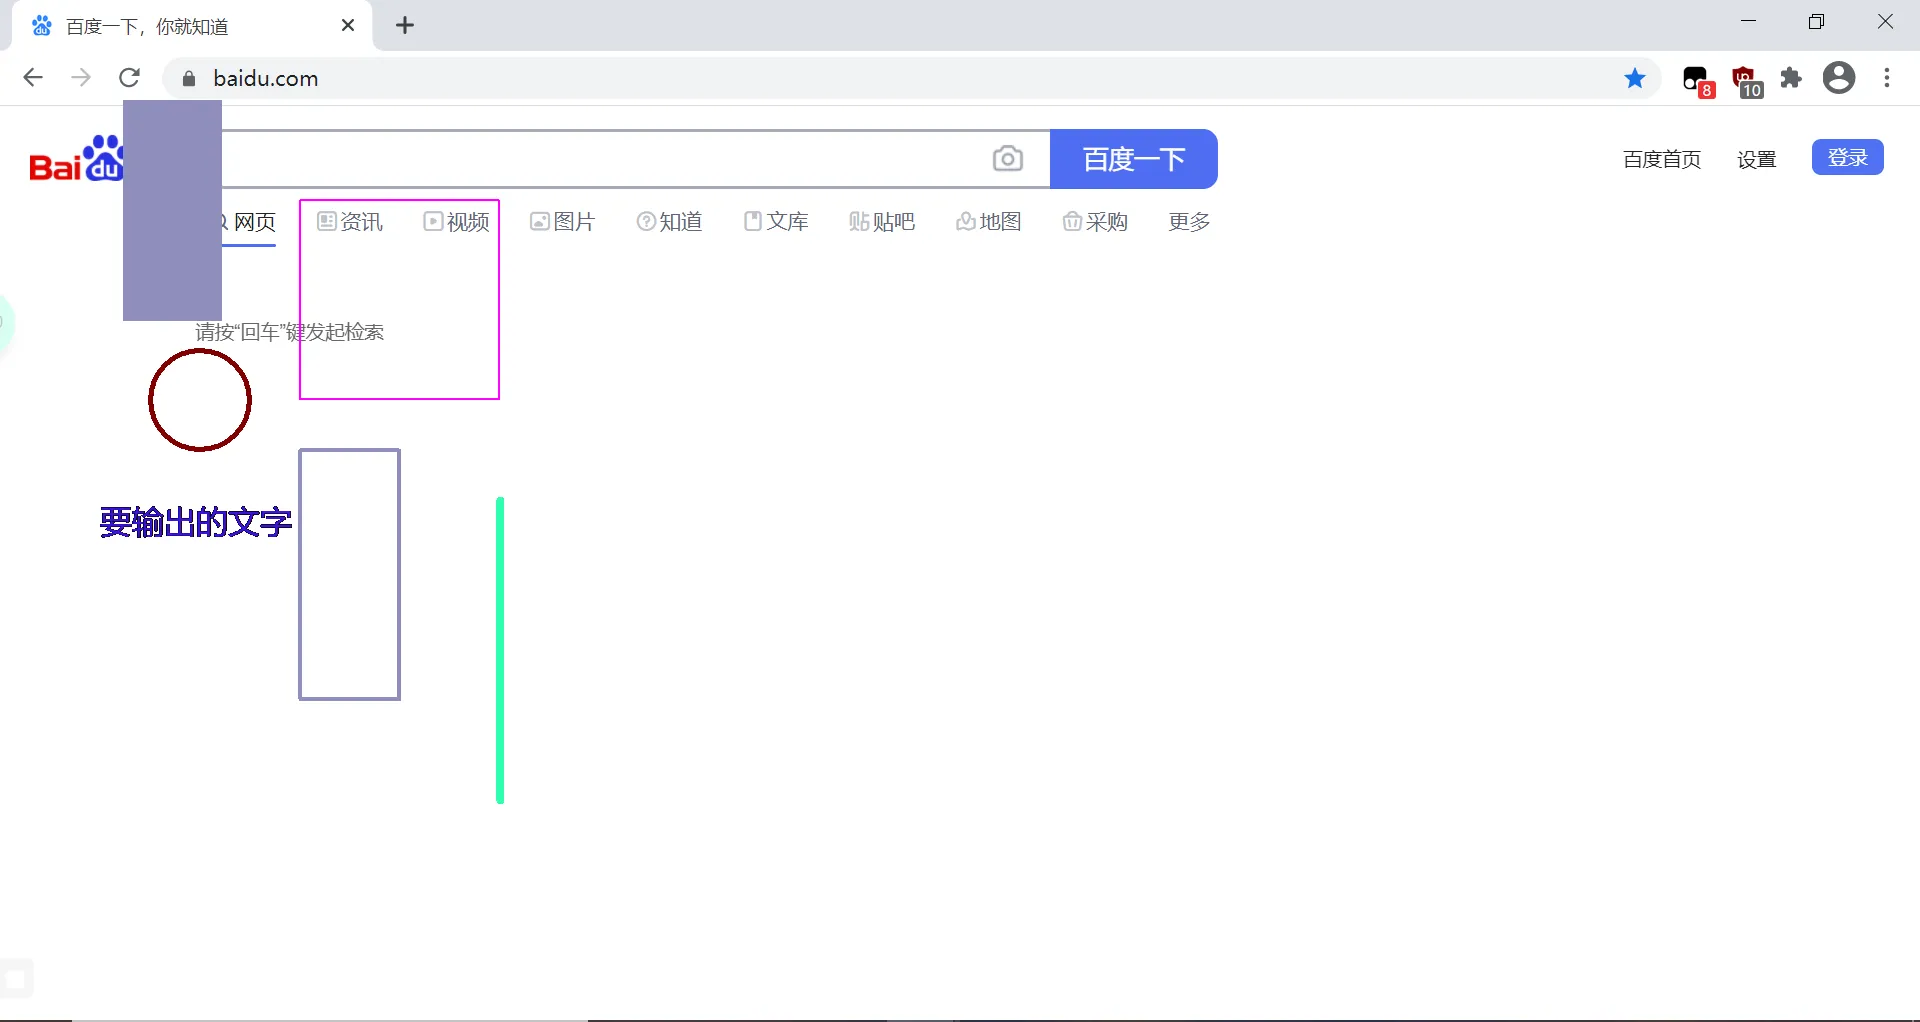 百度一下，你就知道
baidu.com
8
10
Bai du
百度一下
百度首页 设置 登录
网页 资讯 视频 图片 知道 文库 贴吧 地图 采购 更多
请按“回车”键发起检索
要输出的文字